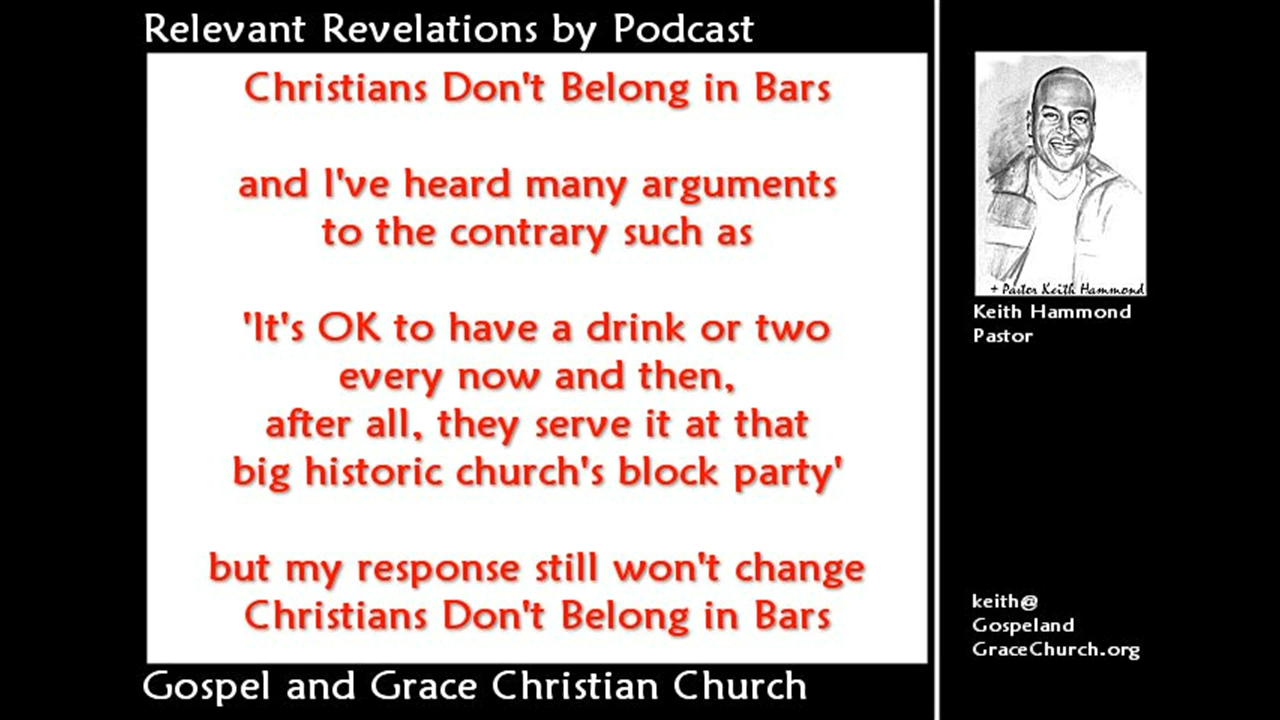 Relevant Revelations by Podcast
Christians Don't Belong in Bars
and I've heard many arguments
to the contrary such as
'It's OK to have a drink or two
every now and then,
after all, they serve it at that
big historic church's block party'
but my response still won't change
Christians Don't Belong in Bars
Gospel and Grace Christian Church
+ Pastor Keith Hammond
Keith Hammond
Pastor
keith@
Gospeland
GraceChurch.org